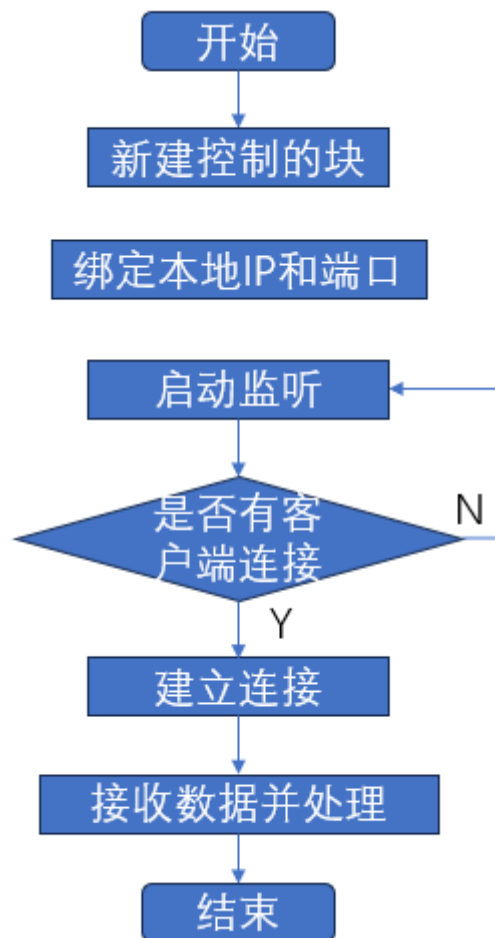 开始
新建控制的块
绑定本地IP和端口
启动监听
是否有客
户端连接
N
Y
建立连接
接收数据并处理
结束